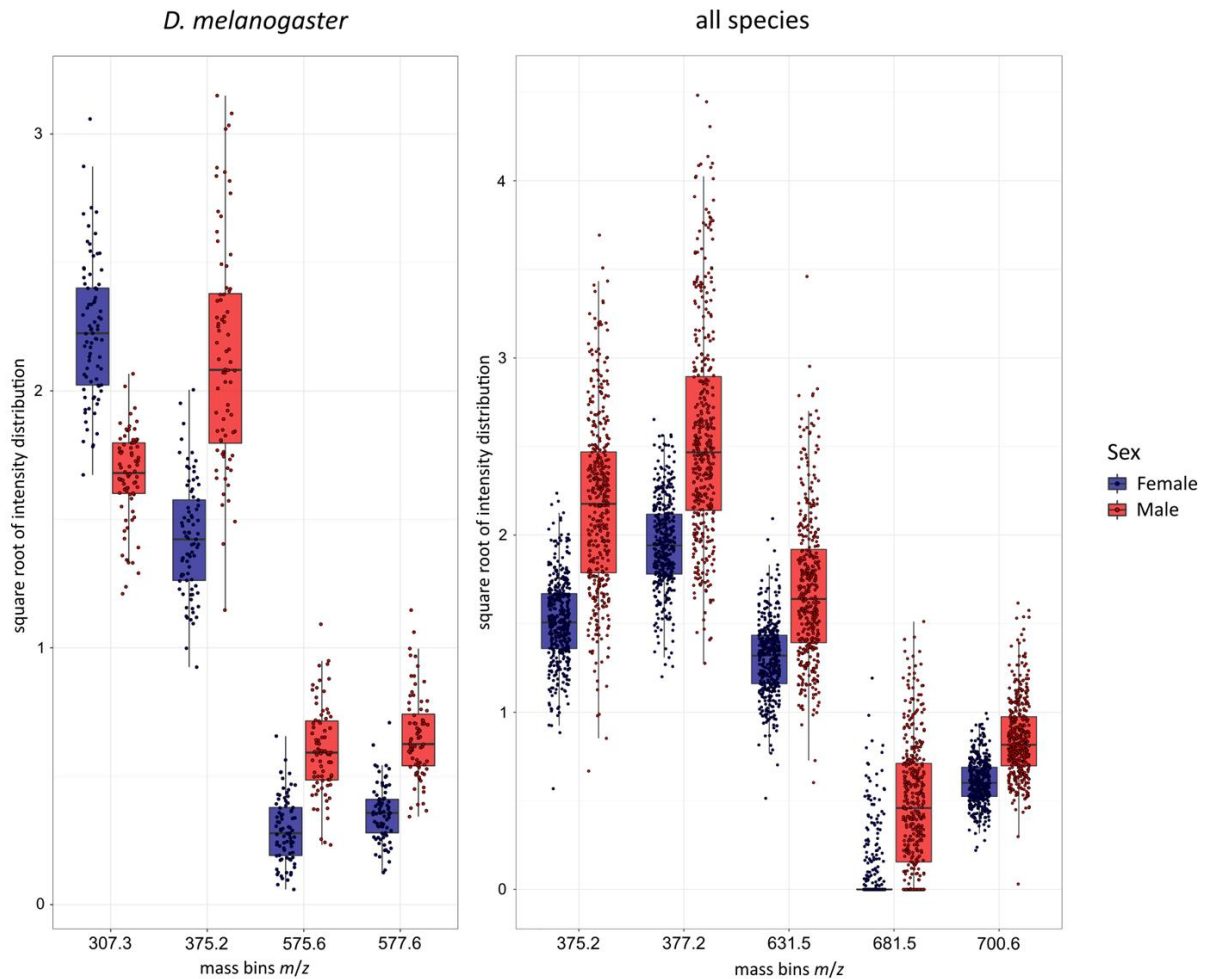 D. melanogaster
all species
square root of intensity distribution
3
2
1
0
307.3 375.2 575.6 577.6
mass bins m/z
square root of intensity distribution
4
3
2
1
0
375.2 377.2 631.5 681.5 700.6
mass bins m/z
Sex
Female
Male